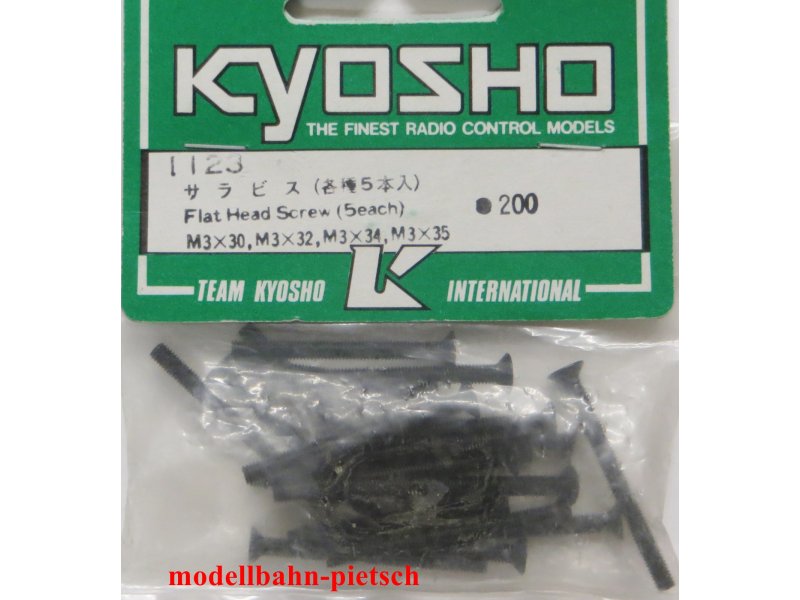 KYOSHO
THE FINEST RADIO CONTROL MODELS
1123
サラビス(各種5本入)
Flat Head Screw (5each)
●200
M3×30, M3×32, M3×34, M3×35
TEAM KYOSHO K INTERNATIONAL
modellbahn-pietsch